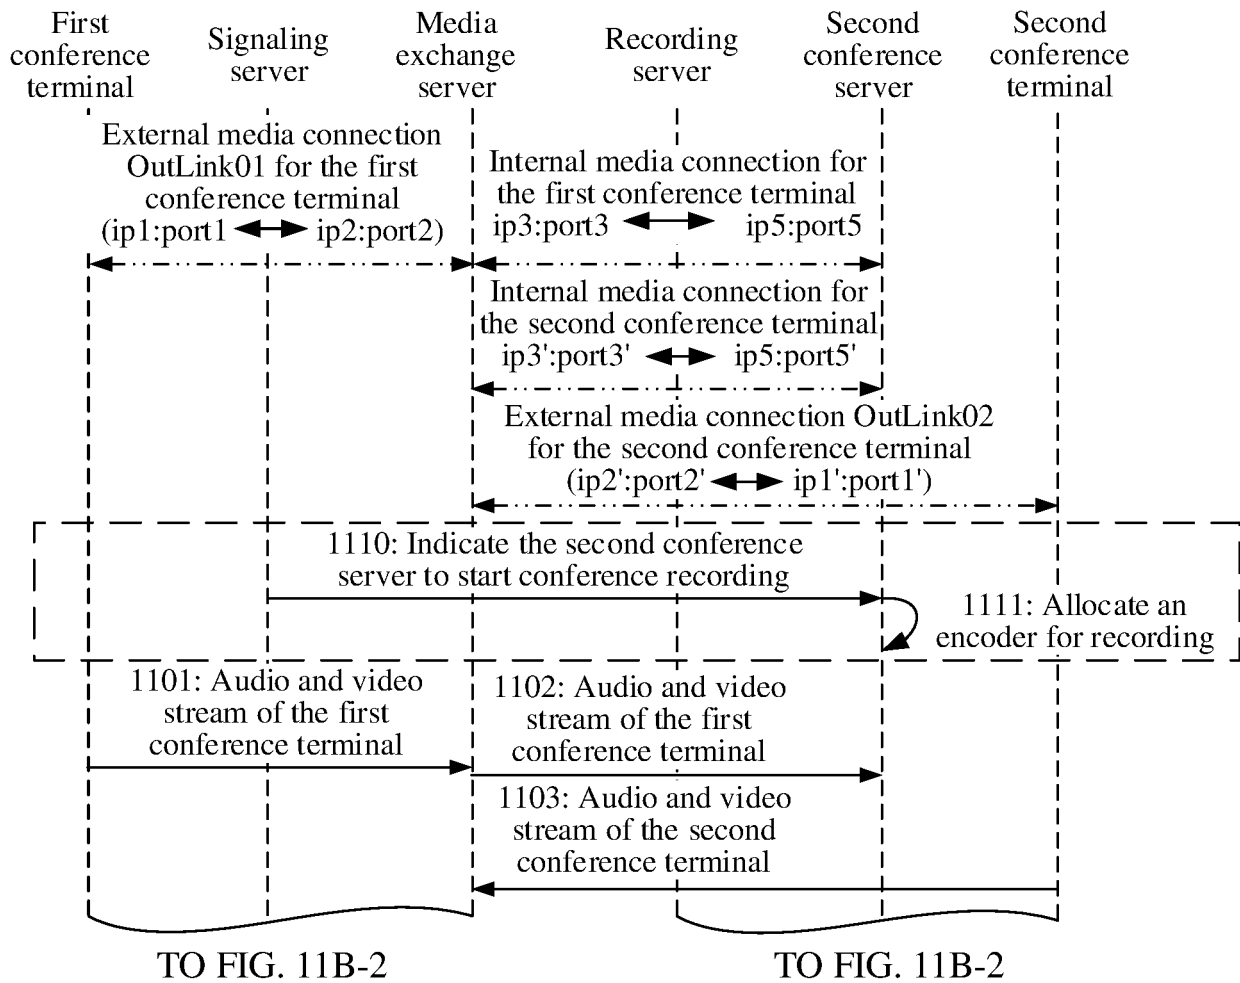 First
conference
terminal
Signaling
server
Media
exchange
server
Recording
server
Second
conference
server
Second
conference
terminal
External media connection
OutLink01 for the first
conference terminal
(ip1:port1 ip2:port2)
Internal media connection for
the first conference terminal
ip3:port3 ip5:port5
Internal media connection for
the second conference terminal
ip3':port3' ip5:port5'
External media connection OutLink02
for the second conference terminal
(ip2':port2' ip1':port1')
1110: Indicate the second conference
server to start conference recording
1111: Allocate an
encoder for recording
1101: Audio and video
stream of the first
conference terminal
1102: Audio and video
stream of the first
conference terminal
1103: Audio and video
stream of the second
conference terminal
TO FIG. 11B-2
TO FIG. 11B-2